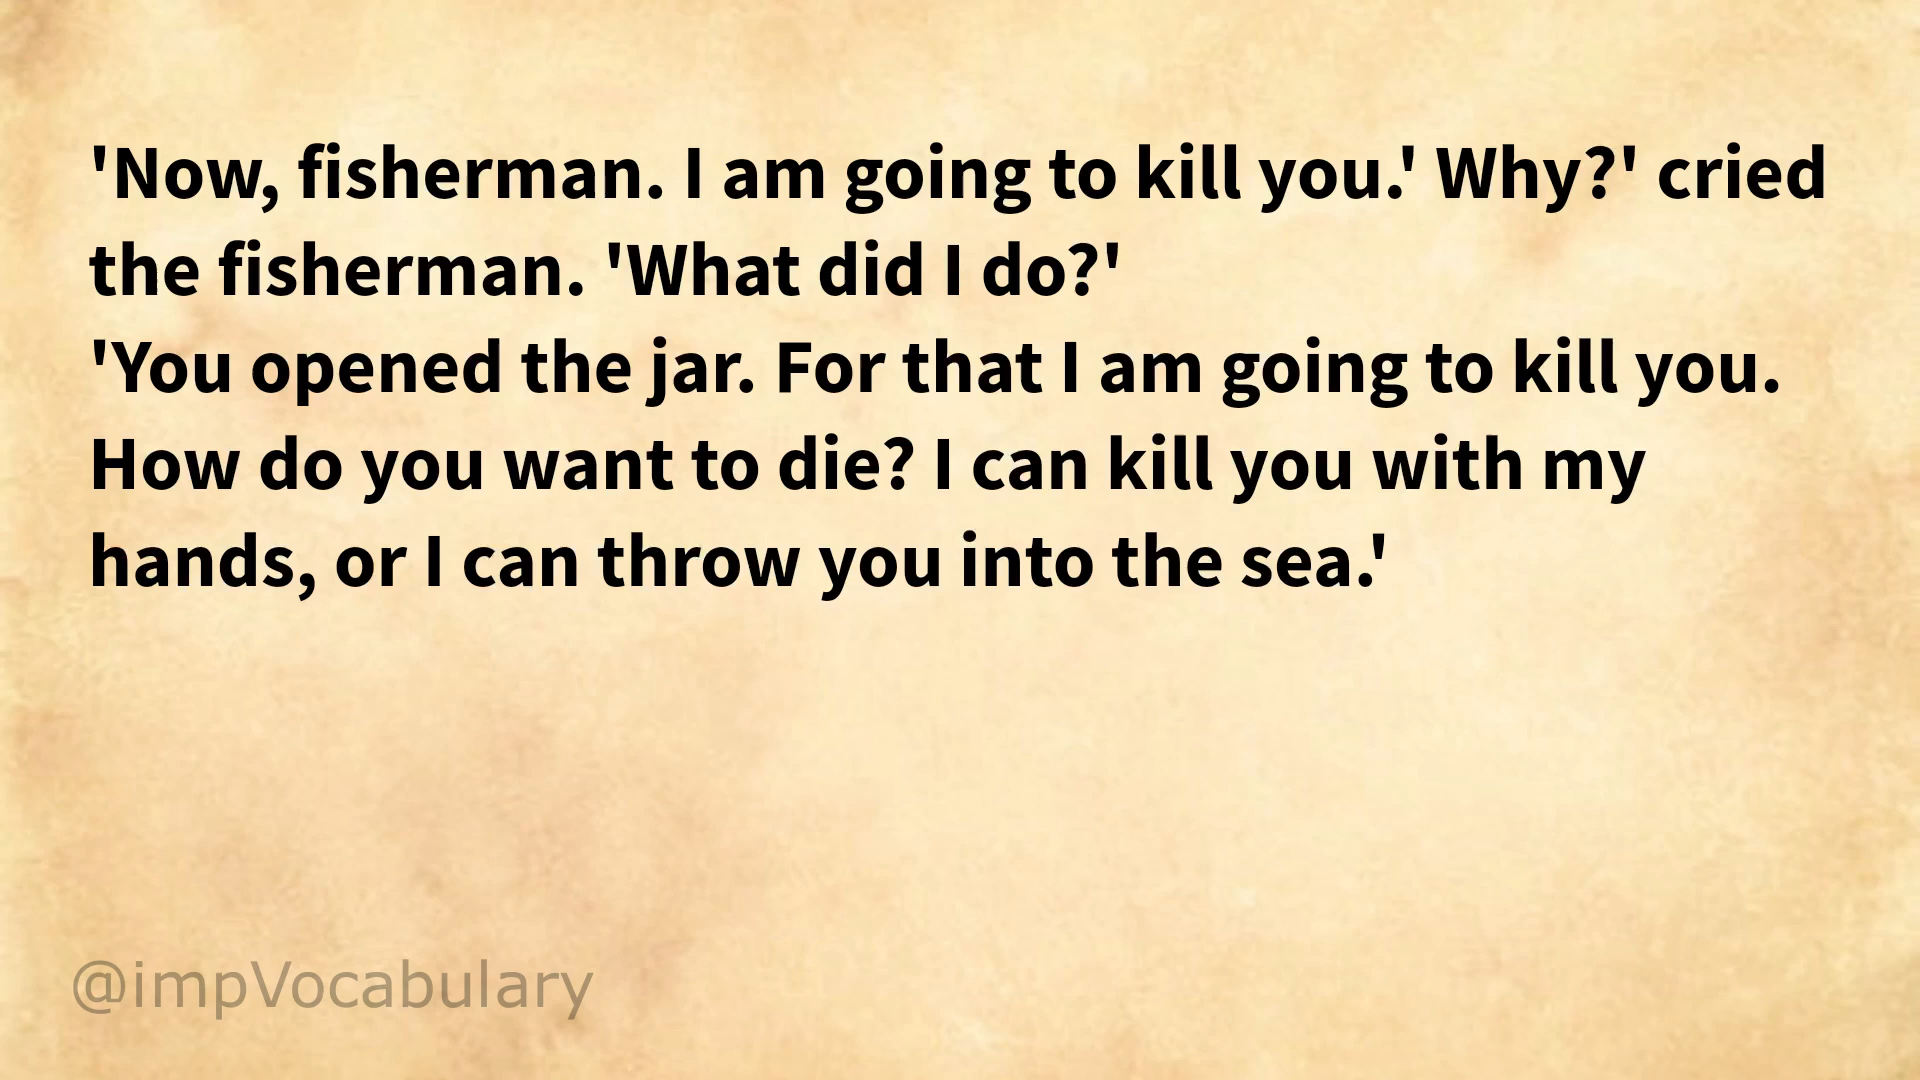 'Now, fisherman. I am going to kill you.' Why?' cried
the fisherman. 'What did I do?'
'You opened the jar. For that I am going to kill you.
How do you want to die? I can kill you with my
hands, or I can throw you into the sea.'
@impVocabulary